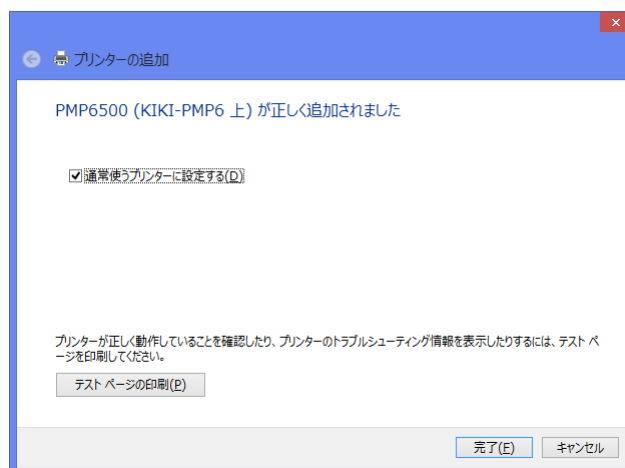 プリンターの追加
PMP6500 (KIKI-PMP6 上) が正しく追加されました
通常使うプリンターに設定する(D)
プリンターが正しく動作していることを確認したり、プリンターのトラブルシューティング情報を表示したりするには、テスト ペ
ージを印刷してください。
テスト ページの印刷(P)
完了(F)
キャンセル